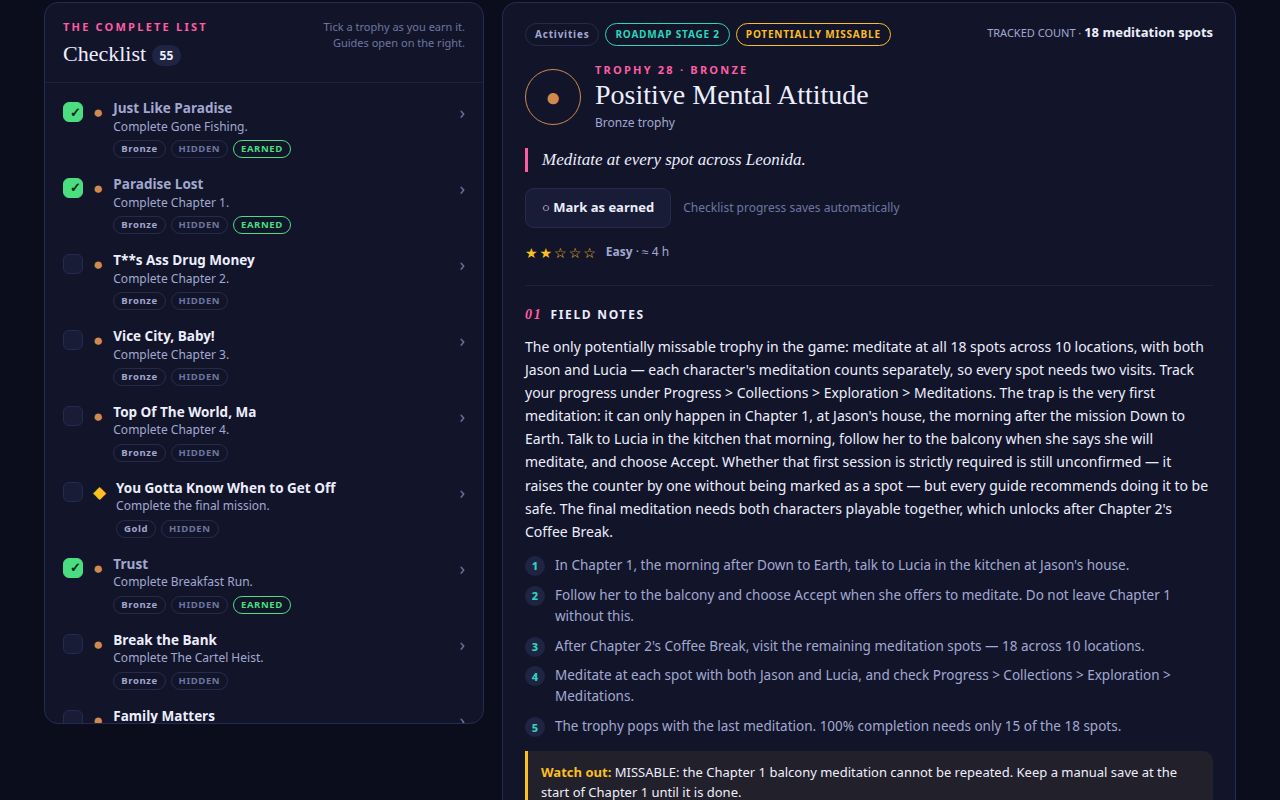 THE COMPLETE LIST
Checklist 55
Tick a trophy as you earn it.
Guides open on the right.
Just Like Paradise
Complete Gone Fishing.
Bronze HIDDEN EARNED
Paradise Lost
Complete Chapter 1.
Bronze HIDDEN EARNED
T**s Ass Drug Money
Complete Chapter 2.
Bronze HIDDEN
Vice City, Baby!
Complete Chapter 3.
Bronze HIDDEN
Top Of The World, Ma
Complete Chapter 4.
Bronze HIDDEN
You Gotta Know When to Get Off
Complete the final mission.
Gold HIDDEN
Trust
Complete Breakfast Run.
Bronze HIDDEN EARNED
Break the Bank
Complete The Cartel Heist.
Bronze HIDDEN
Family Matters
Activities ROADMAP STAGE 2 POTENTIALLY MISSABLE
TRACKED COUNT · 18 meditation spots
TROPHY 28 · BRONZE
Positive Mental Attitude
Bronze trophy
Meditate at every spot across Leonida.
○ Mark as earned Checklist progress saves automatically
★★☆☆☆ Easy · ≈ 4 h
01 FIELD NOTES
The only potentially missable trophy in the game: meditate at all 18 spots across 10 locations, with both
Jason and Lucia — each character's meditation counts separately, so every spot needs two visits. Track
your progress under Progress > Collections > Exploration > Meditations. The trap is the very first
meditation: it can only happen in Chapter 1, at Jason's house, the morning after the mission Down to
Earth. Talk to Lucia in the kitchen that morning, follow her to the balcony when she says she will
meditate, and choose Accept. Whether that first session is strictly required is still unconfirmed — it
raises the counter by one without being marked as a spot — but every guide recommends doing it to be
safe. The final meditation needs both characters playable together, which unlocks after Chapter 2's
Coffee Break.
1 In Chapter 1, the morning after Down to Earth, talk to Lucia in the kitchen at Jason's house.
2 Follow her to the balcony and choose Accept when she offers to meditate. Do not leave Chapter 1
without this.
3 After Chapter 2's Coffee Break, visit the remaining meditation spots — 18 across 10 locations.
4 Meditate at each spot with both Jason and Lucia, and check Progress > Collections > Exploration >
Meditations.
5 The trophy pops with the last meditation. 100% completion needs only 15 of the 18 spots.
Watch out: MISSABLE: the Chapter 1 balcony meditation cannot be repeated. Keep a manual save at the
start of Chapter 1 until it is done.